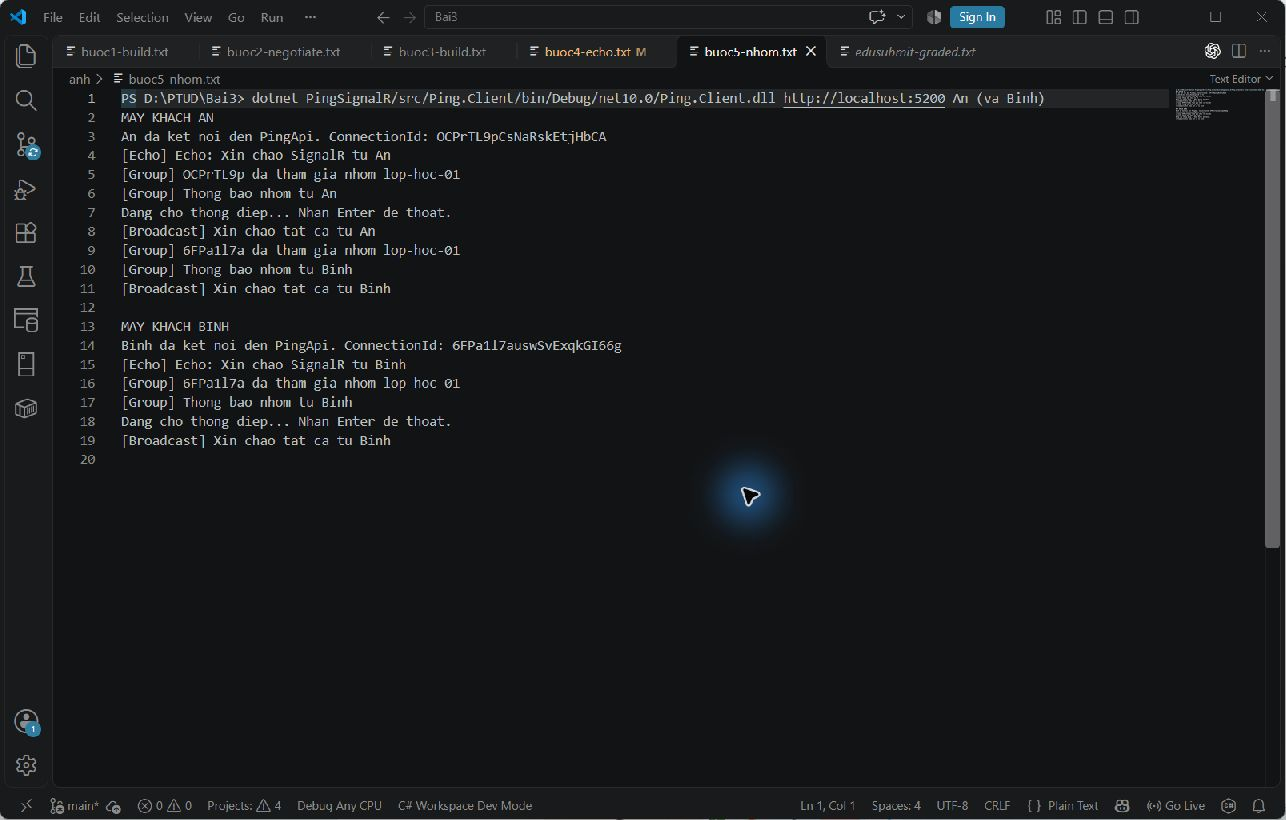 File Edit Selection View Go Run ··· Bai3 Sign In
buoc1-build.txt buoc2-negotiate.txt buoc3-build.txt buoc4-echo.txt M buoc5-nhom.txt edusubmit-graded.txt
anh > buoc5-nhom.txt Text Editor
1 PS D:\PTUD\Bai3> dotnet PingSignalR/src/Ping.Client/bin/Debug/net10.0/Ping.Client.dll http://localhost:5200 An (va Binh)
2 MAY KHACH AN
3 An da ket noi den PingApi. ConnectionId: OCPrTL9pCsNaRskEtjHbCA
4 [Echo] Echo: Xin chao SignalR tu An
5 [Group] OCPrTL9p da tham gia nhom lop-hoc-01
6 [Group] Thong bao nhom tu An
7 Dang cho thong diep... Nhan Enter de thoat.
8 [Broadcast] Xin chao tat ca tu An
9 [Group] 6FPa1l7a da tham gia nhom lop-hoc-01
10 [Group] Thong bao nhom tu Binh
11 [Broadcast] Xin chao tat ca tu Binh
12
13 MAY KHACH BINH
14 Binh da ket noi den PingApi. ConnectionId: 6FPa1l7auswSvExqkGI66g
15 [Echo] Echo: Xin chao SignalR tu Binh
16 [Group] 6FPa1l7a da tham gia nhom lop hoc 01
17 [Group] Thong bao nhom tu Binh
18 Dang cho thong diep... Nhan Enter de thoat.
19 [Broadcast] Xin chao tat ca tu Binh
20
1
main* 0 0 Projects: 4 Debug Any CPU C# Workspace Dev Mode Ln 1, Col 1 Spaces: 4 UTF-8 CRLF { } Plain Text Go Live